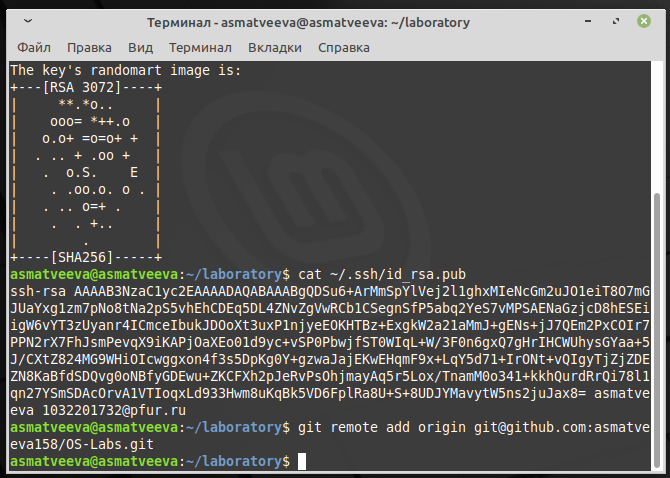 Терминал - asmatveeva@asmatveeva: ~/laboratory
Файл Правка Вид Терминал Вкладки Справка
The key's randomart image is:
+---[RSA 3072]----+
|     **.*o..     |
|    ooo= *++.o   |
|   o.o+ =o=o+ +  |
|  . .. + .oo +   |
|   .  o.S.    E  |
|    . .oo.o. o . |
|   . .. o=+ .    |
|    .  . +..     |
|        .        |
+----[SHA256]-----+
asmatveeva@asmatveeva:~/laboratory$ cat ~/.ssh/id_rsa.pub
ssh-rsa AAAAB3NzaC1yc2EAAAADAQABAAABgQDSu6+ArMmSpYlVej2l1ghxMIeNcGm2uJO1eiT8O7mG
JUaYxg1zm7pNo8tNa2pS5vhEhCDEq5DL4ZNvZgVwRCb1CSegnSfP5abq2YeS7vMPSAENaGzjcD8hESEi
igW6vYT3zUyanr4ICmceIbukJDOoXt3uxP1njyeEOKHTBz+ExgkW2a21aMmJ+gENs+jJ7QEm2PxCOIr7
PPN2rX7FhJsmPevqX9iKAPjOaXEo01d9yc+vSP0PbwjfST0WIqL+W/3F0n6gxQ7gHrIHCWUhysGYaa+5
J/CXtZ824MG9WHiOIcwggxon4f3s5DpKg0Y+gzwaJajEKwEHqmF9x+LqY5d71+IrONt+vQIgyTjZjZDE
ZN8KaBfdSDQvg0oNBfyGDEwu+ZKCFXh2pJeRvPsOhjmayAq5r5Lox/TnamM0o341+kkhQurdRrQi78l1
qn27YSmSDAcOrvA1VTIoqxLd933Hwm8uKqBk5VD6FplRa8U+S+8UDJYMavytW5ns2juJax8= asmatve
eva 1032201732@pfur.ru
asmatveeva@asmatveeva:~/laboratory$ git remote add origin git@github.com:asmatve
eva158/OS-Labs.git
asmatveeva@asmatveeva:~/laboratory$